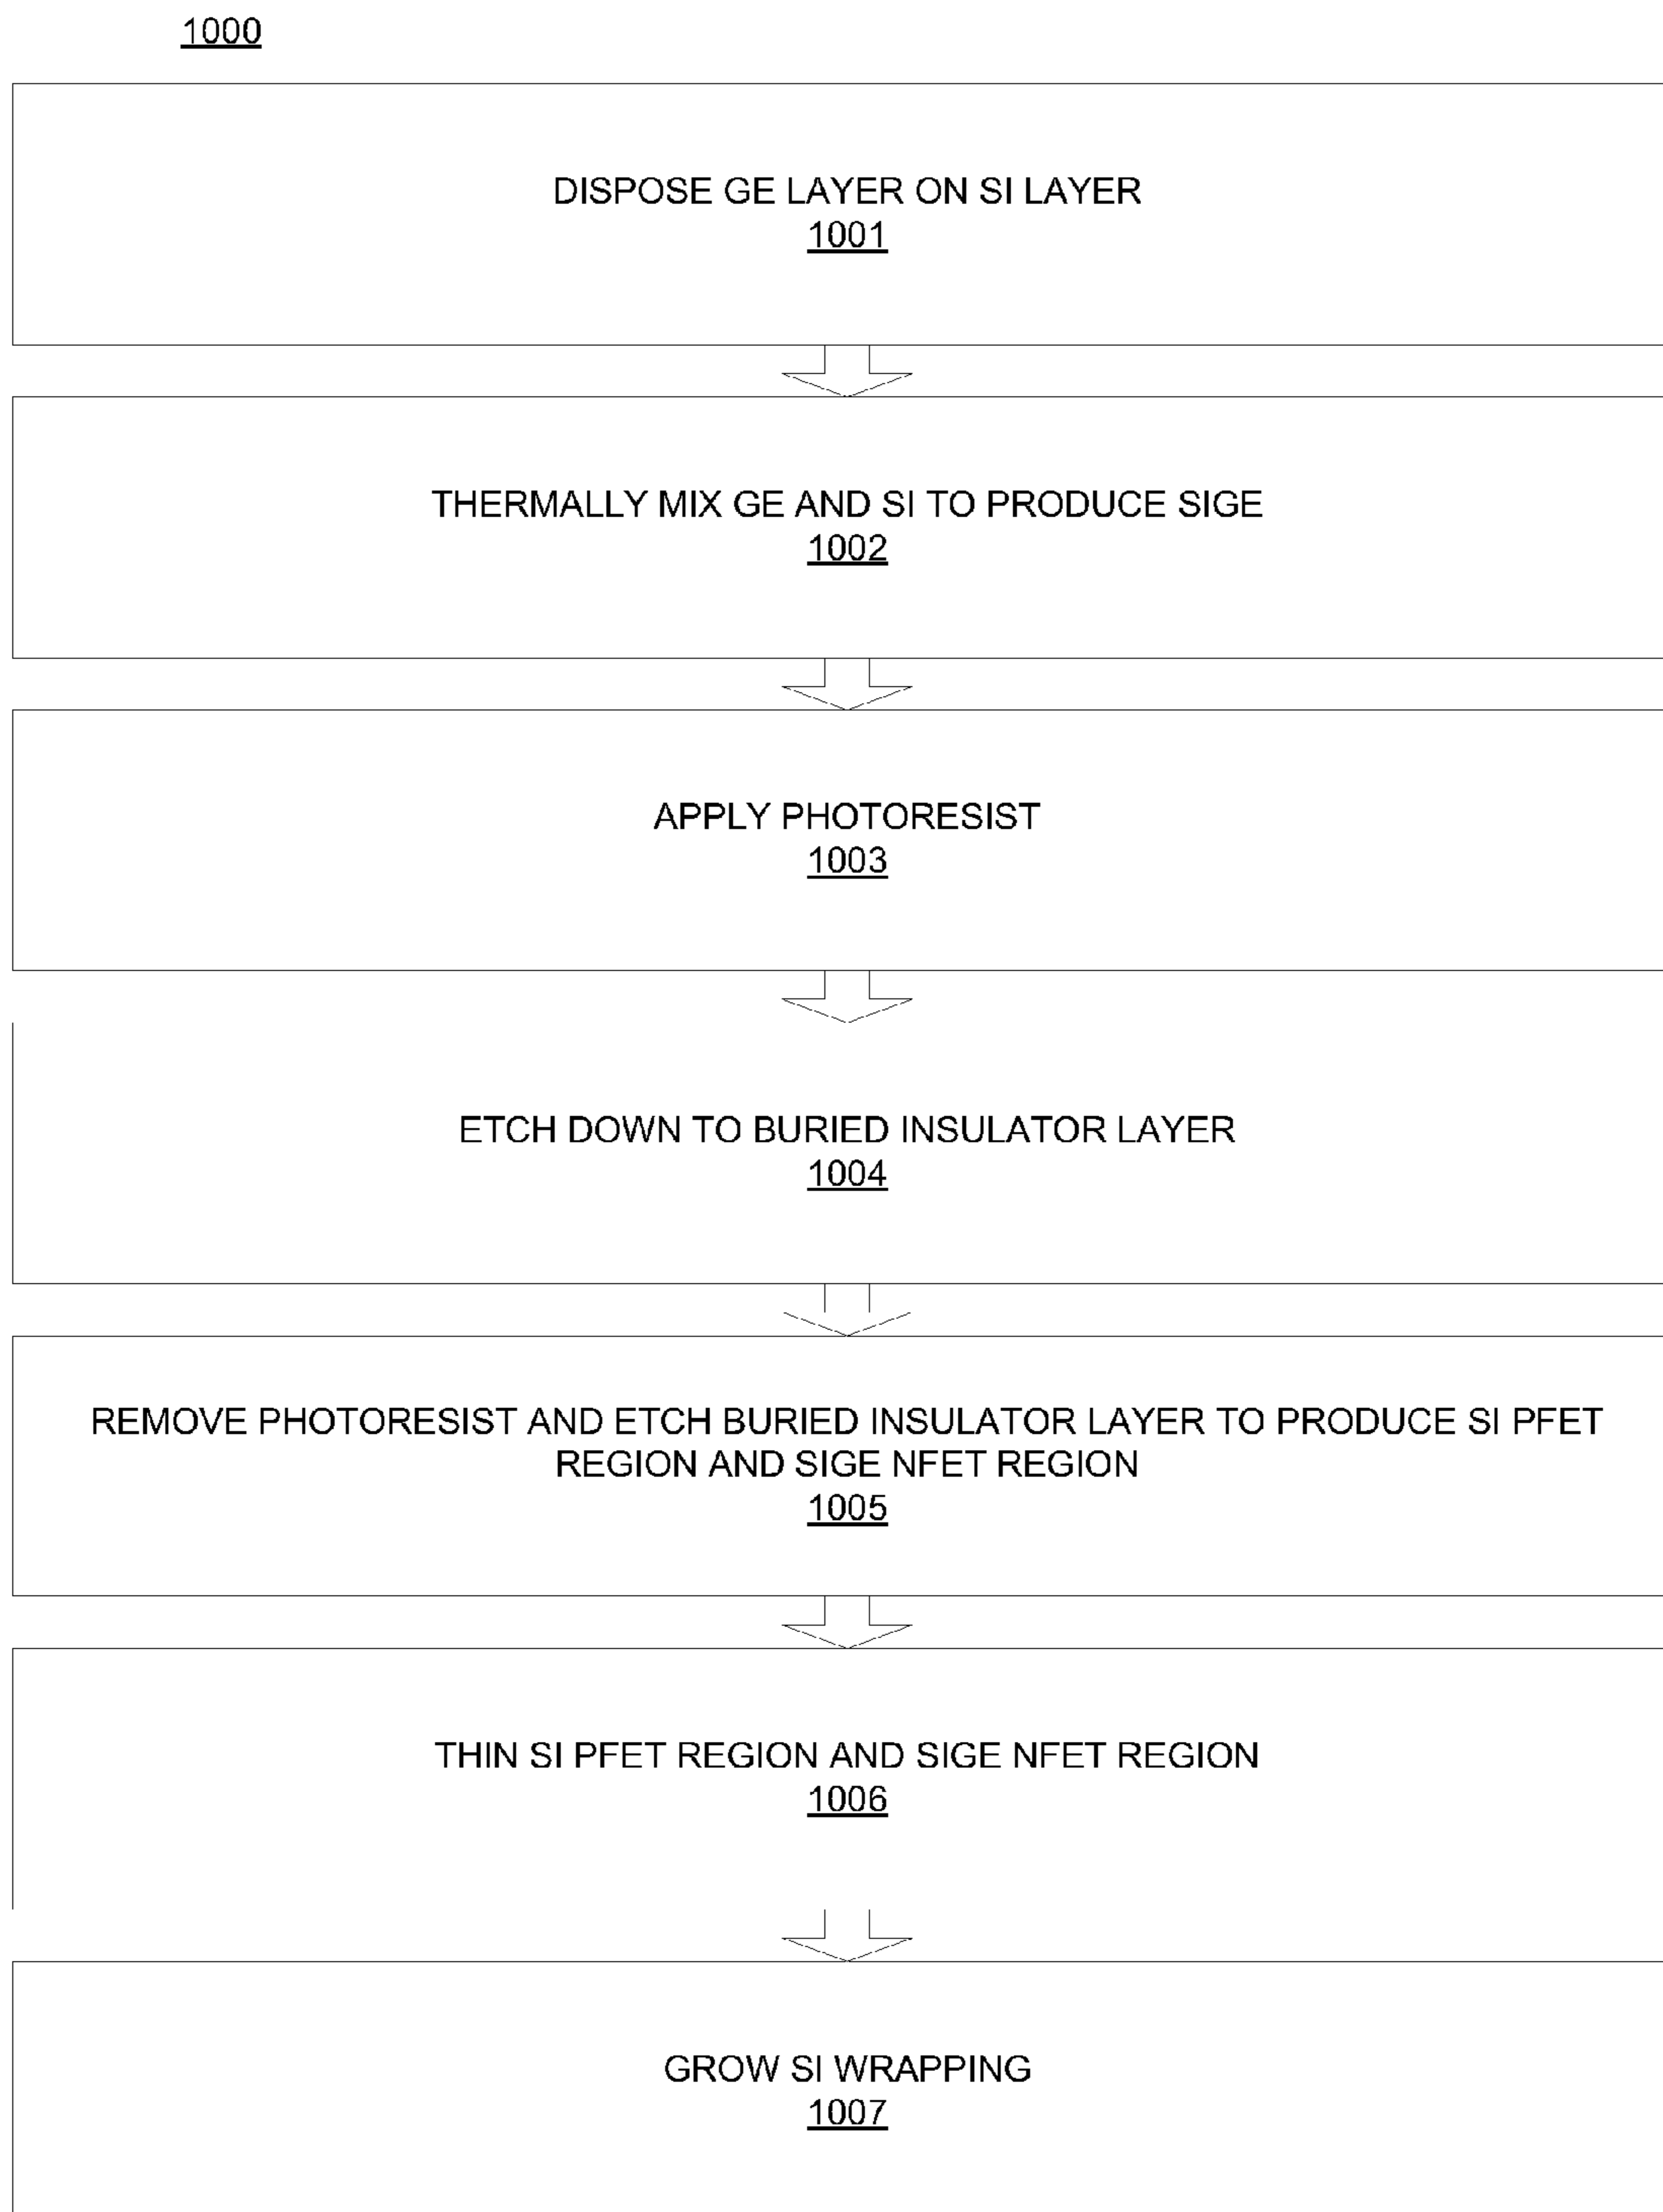 1000
DISPOSE GE LAYER ON SI LAYER
1001
THERMALLY MIX GE AND SI TO PRODUCE SIGE
1002
APPLY PHOTORESIST
1003
ETCH DOWN TO BURIED INSULATOR LAYER
1004
REMOVE PHOTORESIST AND ETCH BURIED INSULATOR LAYER TO PRODUCE SI PFET
REGION AND SIGE NFET REGION
1005
THIN SI PFET REGION AND SIGE NFET REGION
1006
GROW SI WRAPPING
1007